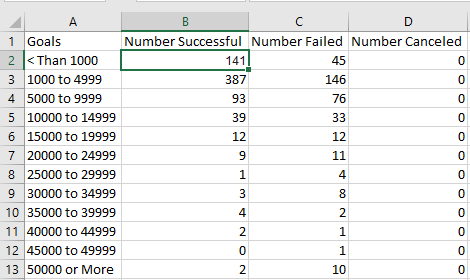 A B C D
1 Goals Number Successful Number Failed Number Canceled
2 < Than 1000 141 45 0
3 1000 to 4999 387 146 0
4 5000 to 9999 93 76 0
5 10000 to 14999 39 33 0
6 15000 to 19999 12 12 0
7 20000 to 24999 9 11 0
8 25000 to 29999 1 4 0
9 30000 to 34999 3 8 0
10 35000 to 39999 4 2 0
11 40000 to 44999 2 1 0
12 45000 to 49999 0 1 0
13 50000 or More 2 10 0